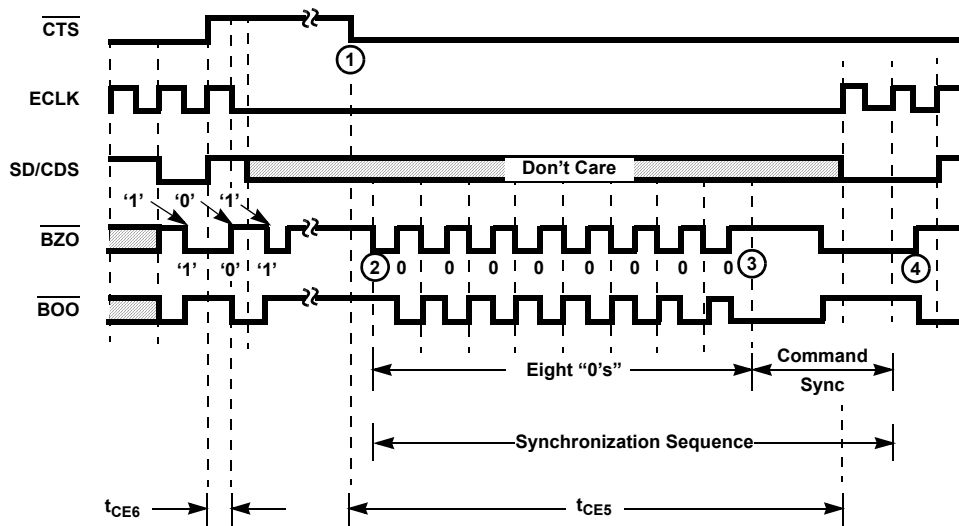 CTS
1
ECLK
SD/CDS
Don't Care
‘1’ ‘0’ ‘1’
BZO
‘1’ ‘0’ ‘1’
2 0 0 0 0 0 0 0 0 3 4
BOO
Eight “0's”
Command
Sync
Synchronization Sequence
tCE6
tCE5